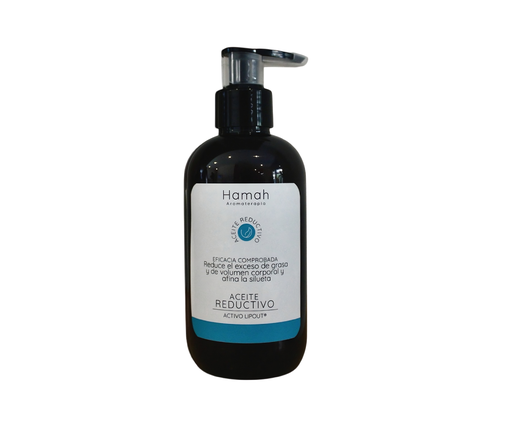 Hamah
Aromaterapia
ACEITE REDUCTIVO
EFICACIA COMPROBADA
Reduce el exceso de grasa
y de volumen corporal y
afina la silueta
ACEITE
REDUCTIVO
ACTIVO LIPOUT®